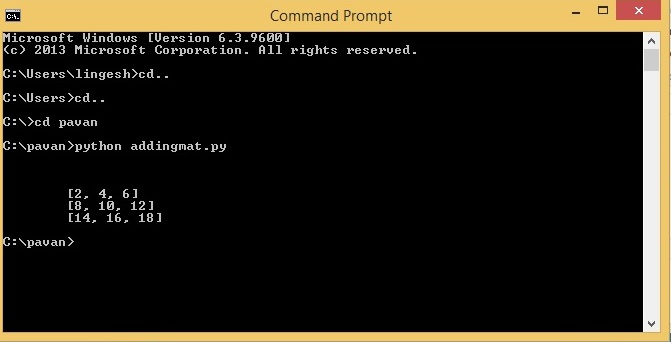 Command Prompt
Microsoft Windows [Version 6.3.9600]
(c) 2013 Microsoft Corporation. All rights reserved.
C:\Users\lingesh>cd..
C:\Users>cd..
C:\>cd pavan
C:\pavan>python addingmat.py
[2, 4, 6]
[8, 10, 12]
[14, 16, 18]
C:\pavan>